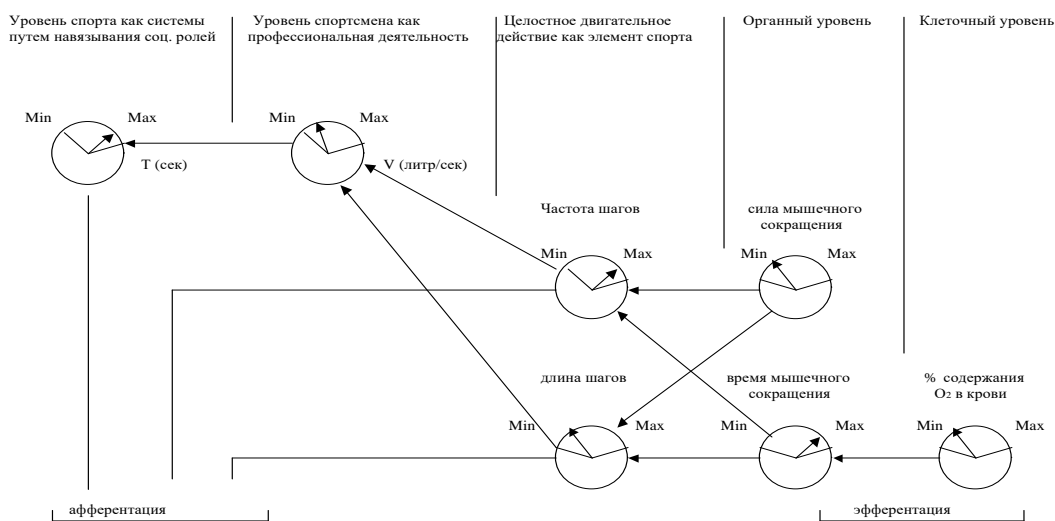 Уровень спорта как системы
путем навязывания соц. ролей
Уровень спортсмена как
профессиональная деятельность
Целостное двигательное
действие как элемент спорта
Органный уровень
Клеточный уровень
Min
Max
T (сек)
Min
Max
V (литр/сек)
Частота шагов
Min
Max
сила мышечного
сокращения
Min
Max
длина шагов
Min
Max
время мышечного
сокращения
Min
Max
% содержания
O₂ в крови
Min
Max
афферентация
эфферентация